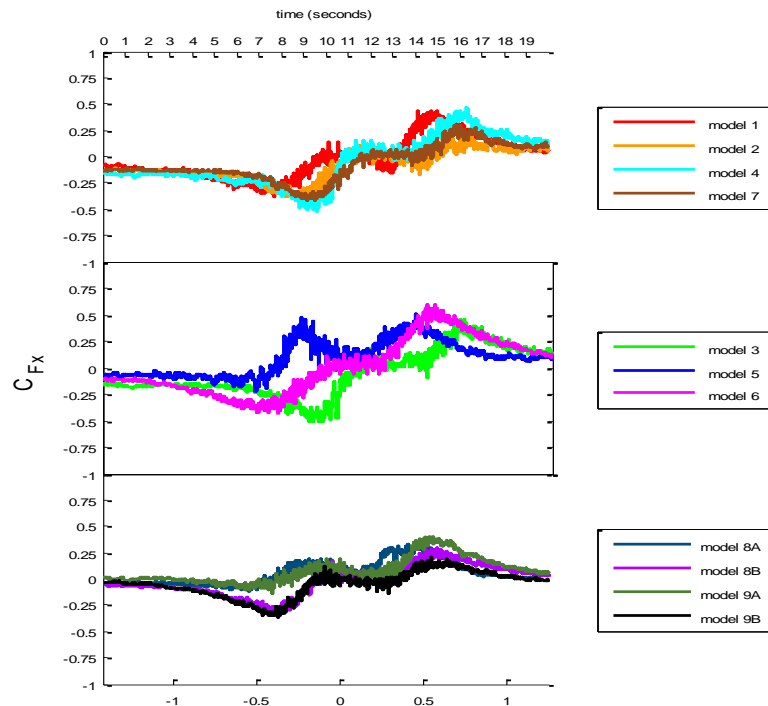 time (seconds)
0 1 2 3 4 5 6 7 8 9 10 11 12 13 14 15 16 17 18 19
1
0.75
0.5
0.25
0
-0.25
-0.5
-0.75
-1
model 1
model 2
model 4
model 7
1
0.75
0.5
0.25
0
-0.25
-0.5
-0.75
-1
C Fx
model 3
model 5
model 6
0.75
0.5
0.25
0
-0.25
-0.5
-0.75
-1
model 8A
model 8B
model 9A
model 9B
-1 -0.5 0 0.5 1